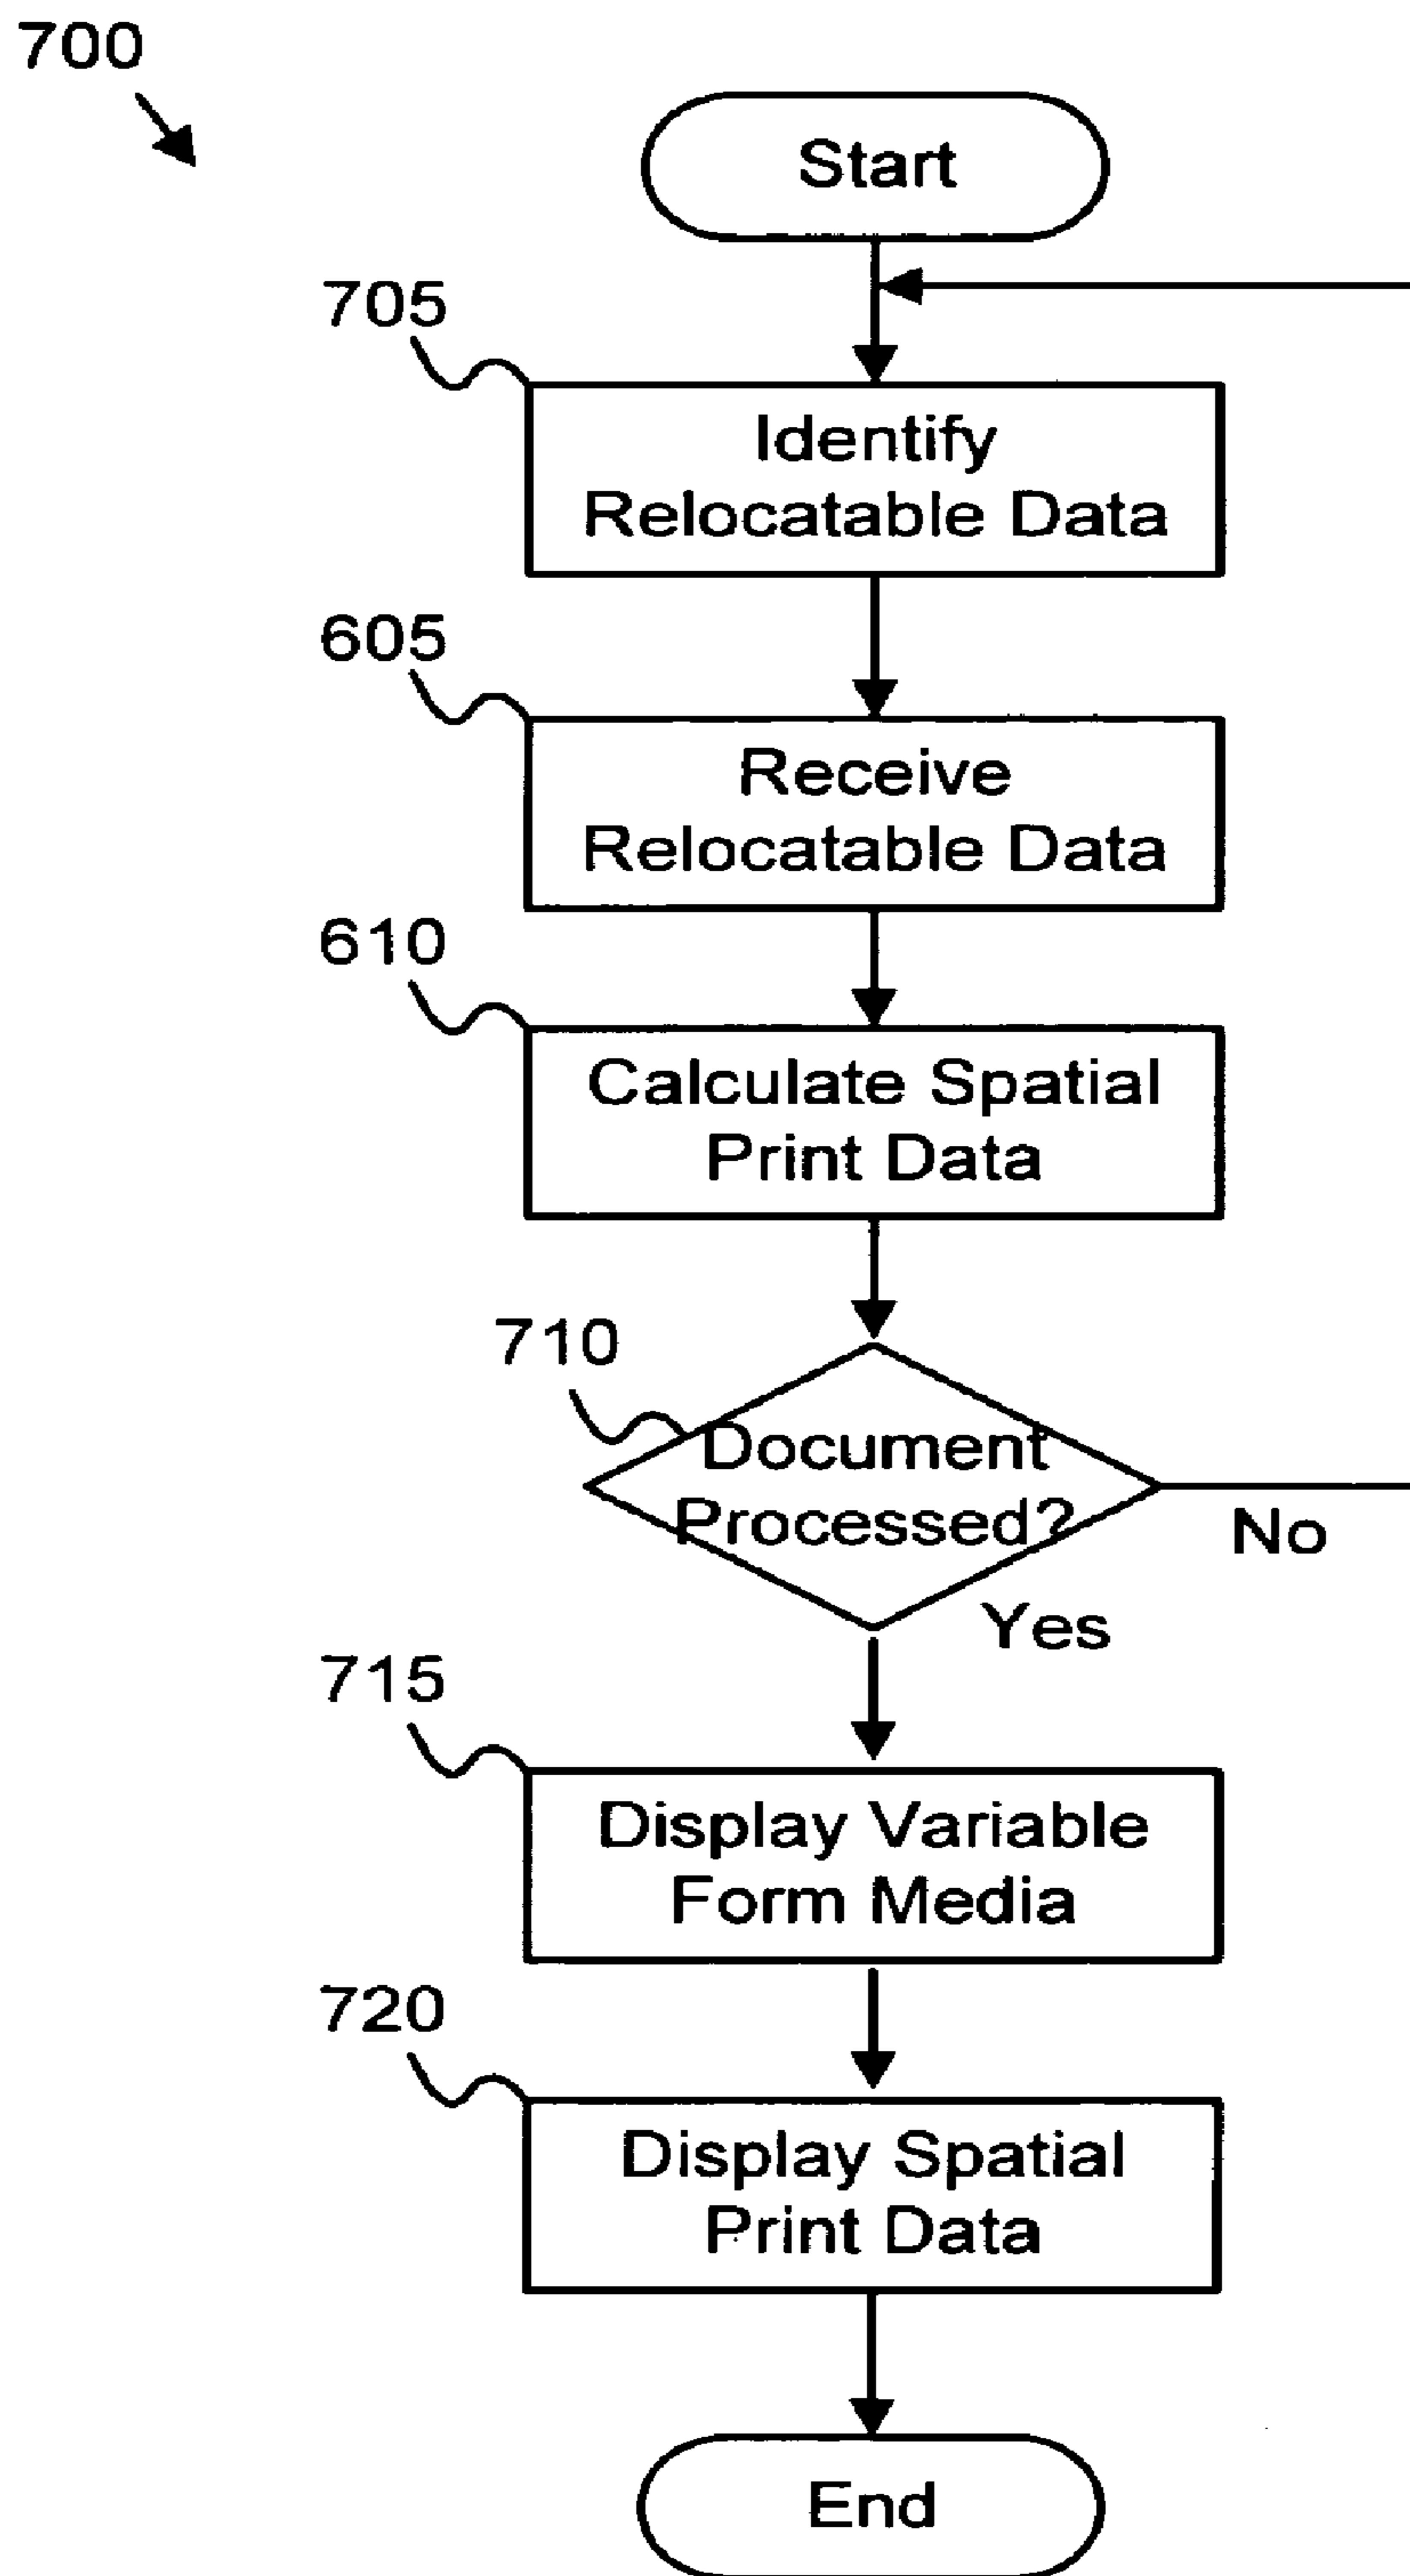 700
Start
705
Identify
Relocatable Data
605
Receive
Relocatable Data
610
Calculate Spatial
Print Data
710
Document
Processed?
No
Yes
715
Display Variable
Form Media
720
Display Spatial
Print Data
End